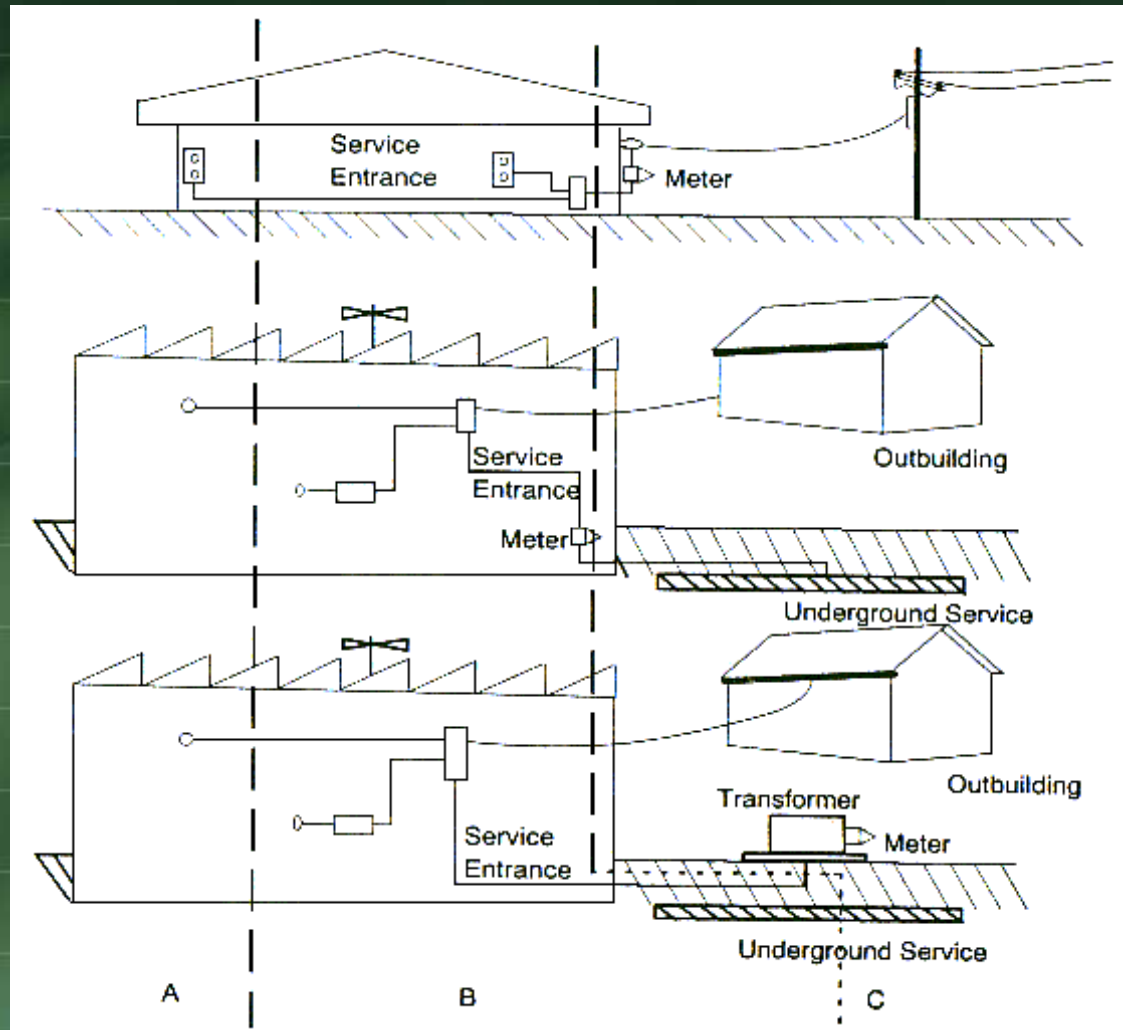 Service
Entrance
Meter
Outbuilding
Service
Entrance
Meter
Underground Service
Outbuilding
Transformer
Meter
Service
Entrance
Underground Service
A B C